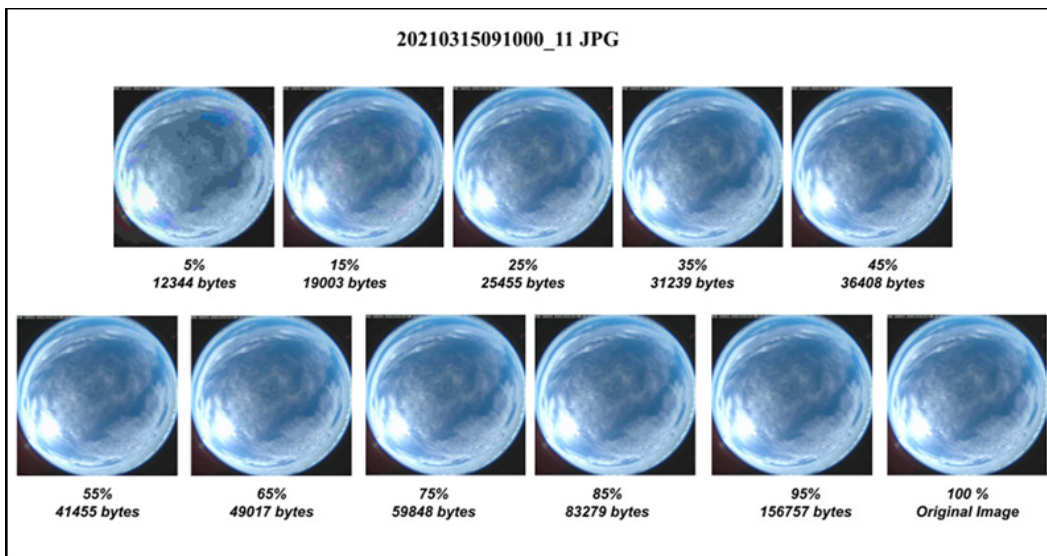 20210315091000_11 JPG
5%
12344 bytes
15%
19003 bytes
25%
25455 bytes
35%
31239 bytes
45%
36408 bytes
55%
41455 bytes
65%
49017 bytes
75%
59848 bytes
85%
83279 bytes
95%
156757 bytes
100 %
Original Image